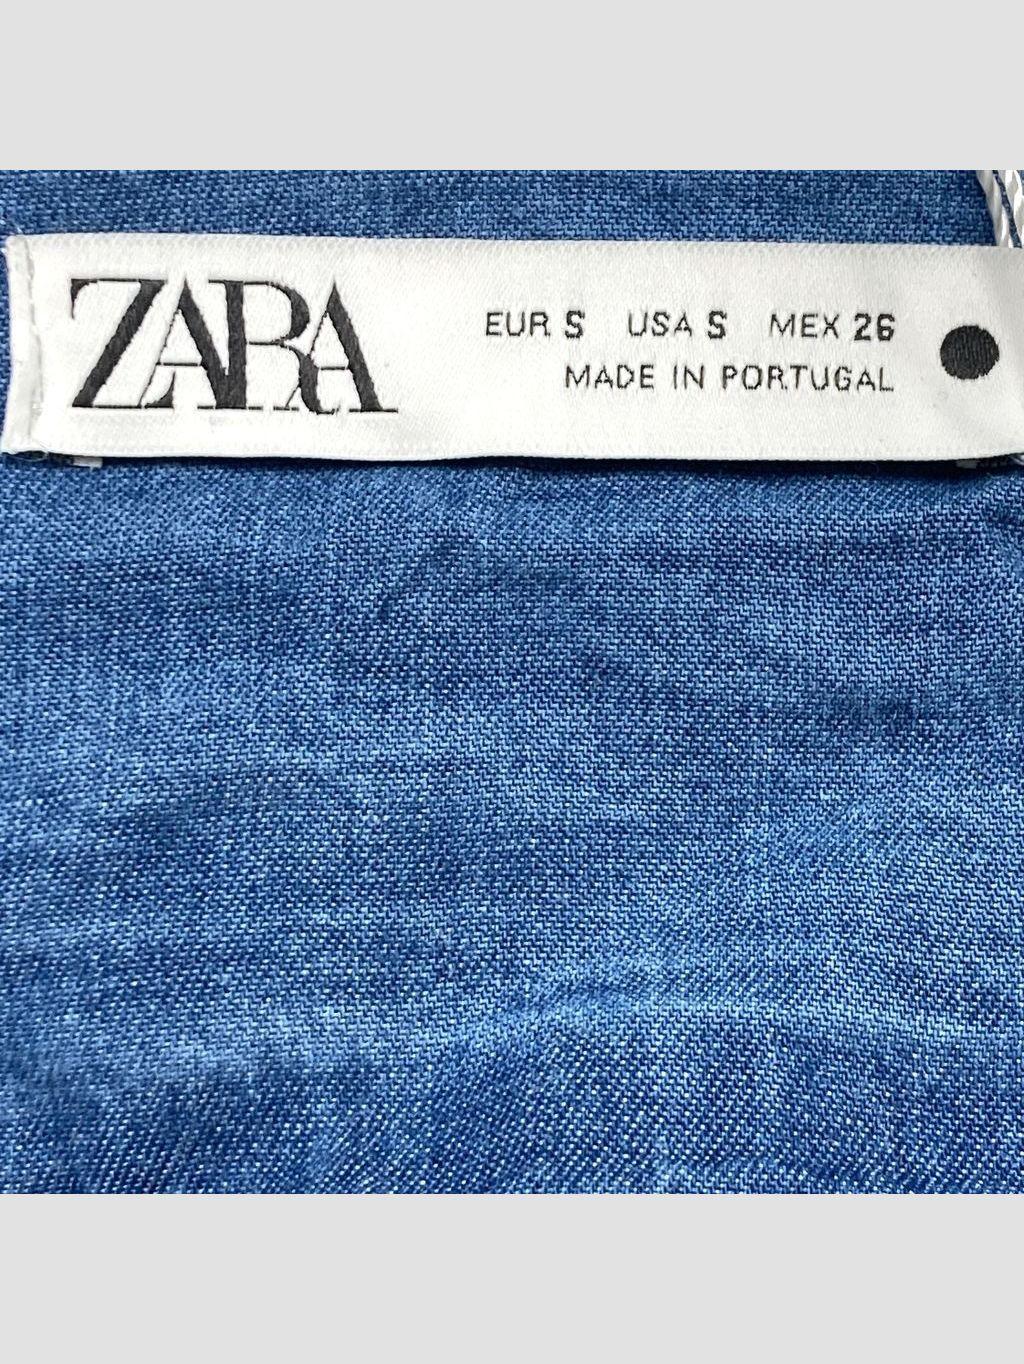 ZARA
EUR S USA S MEX 26
MADE IN PORTUGAL